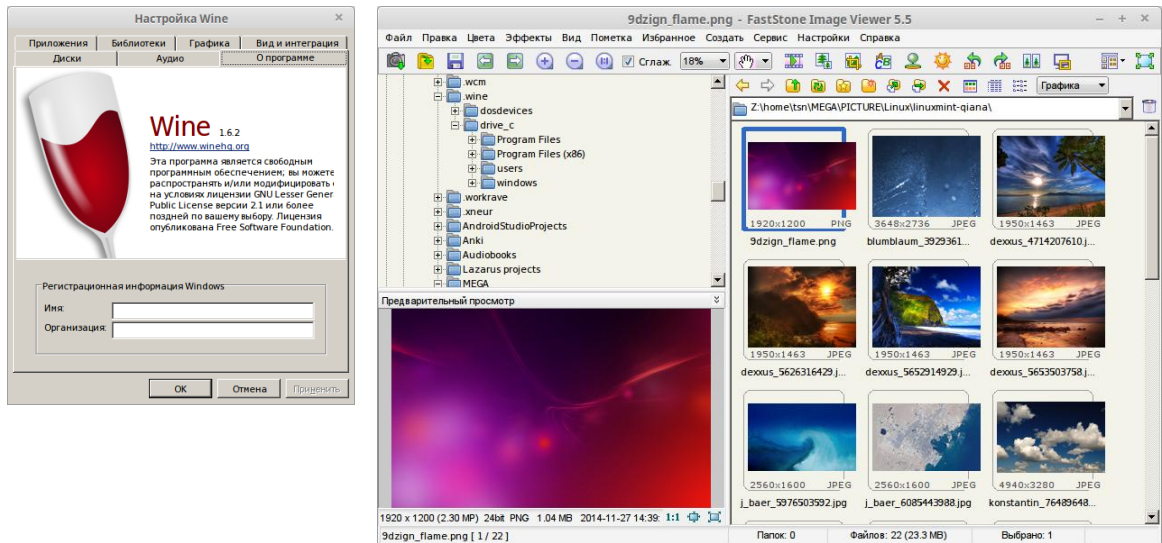 Настройка Wine
Приложения Библиотеки Графика Вид и интеграция
Диски Аудио О программе
Wine 1.6.2
http://www.winehq.org
Эта программа является свободным
программным обеспечением; вы можете
распространять и/или модифицировать
на условиях лицензии GNU Lesser Gener
Public License версии 2.1 или более
поздней по вашему выбору. Лицензия
опубликована Free Software Foundation.
Регистрационная информация Windows
Имя:
Организация:
OK Отмена Применить
9dzign_flame.png - FastStone Image Viewer 5.5
Файл Правка Цвета Эффекты Вид Пометка Избранное Создать Сервис Настройки Справка
Сглаж. 18%
Графика
.wcm
.wine
dosdevices
drive_c
Program Files
Program Files (x86)
users
windows
.workrave
.xneur
AndroidStudioProjects
Anki
Audiobooks
Lazarus projects
MEGA
Предварительный просмотр
1920 x 1200 (2.30 MP) 24bit PNG 1.04 MB 2014-11-27 14:39: 1:1
9dzign_flame.png [ 1 / 22 ]
Z:\home\tsn\MEGA\PICTURE\Linux\linuxmint-qiana\
1920x1200 PNG 3648x2736 JPEG 1950x1463 JPEG
9dzign_flame.png blumblaum_3929361... dexxus_4714207610.j...
1950x1463 JPEG 1950x1463 JPEG 1950x1463 JPEG
dexxus_5626316429.j... dexxus_5652914929.j... dexxus_5653503758.j...
2560x1600 JPEG 2560x1600 JPEG 4940x3280 JPEG
j_baer_5976503592.jpg j_baer_6085443988.jpg konstantin_76489648...
Папок: 0 Файлов: 22 (23.3 MB) Выбрано: 1